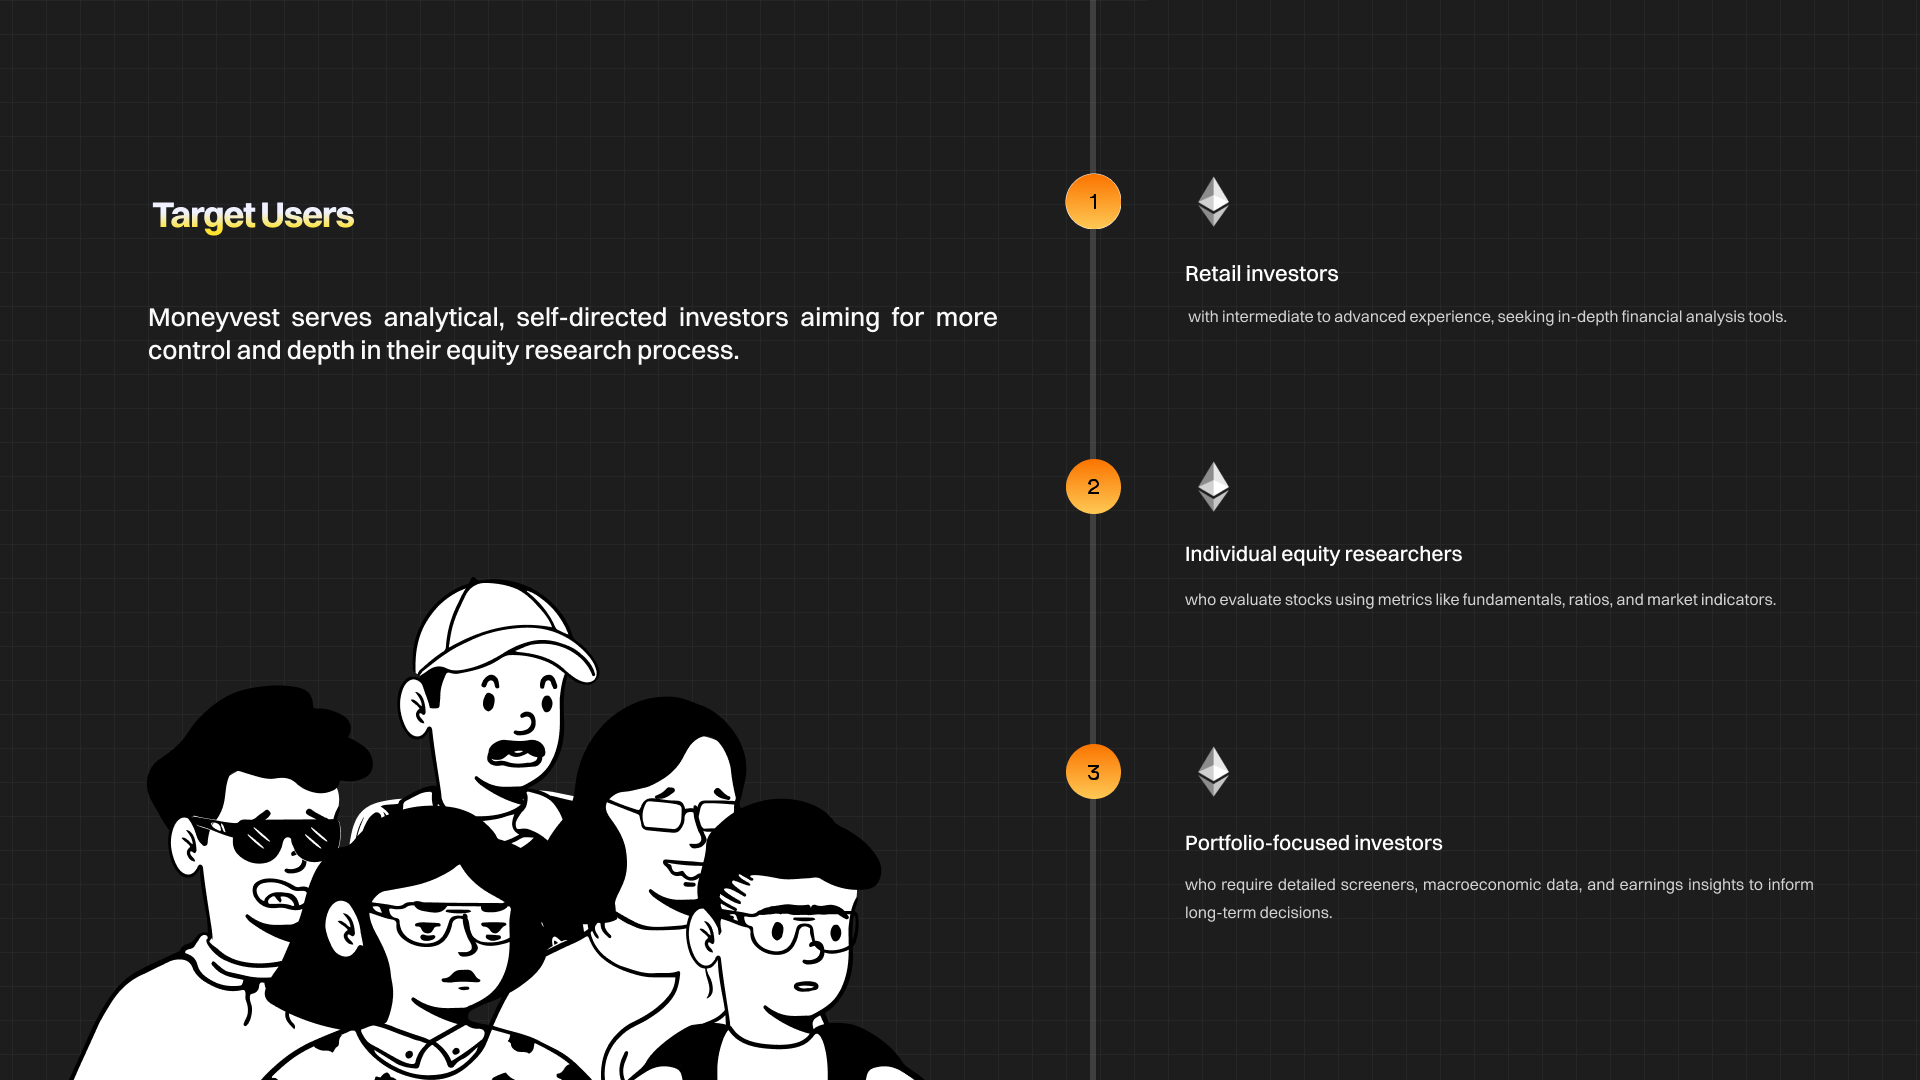 Target Users
Moneyvest serves analytical, self-directed investors aiming for more
control and depth in their equity research process.
1
Retail investors
with intermediate to advanced experience, seeking in-depth financial analysis tools.
2
Individual equity researchers
who evaluate stocks using metrics like fundamentals, ratios, and market indicators.
3
Portfolio-focused investors
who require detailed screeners, macroeconomic data, and earnings insights to inform
long-term decisions.